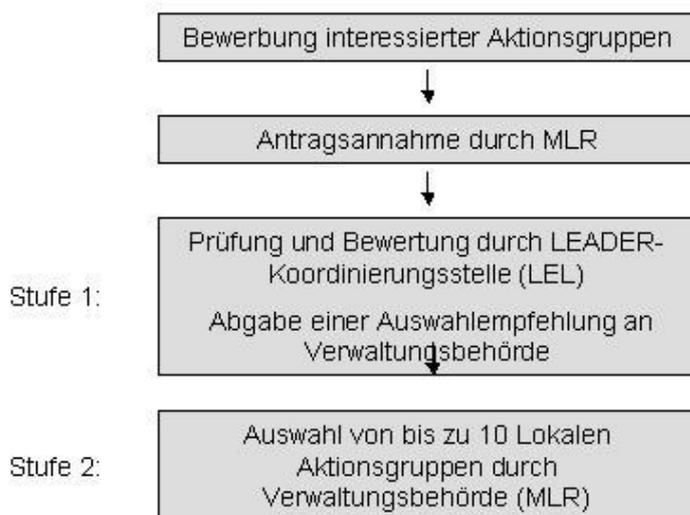 Bewerbung interessierter Aktionsgruppen
Antragsannahme durch MLR
Stufe 1:
Prüfung und Bewertung durch LEADER-
Koordinierungsstelle (LEL)
Abgabe einer Auswahlempfehlung an
Verwaltungsbehörde
Stufe 2:
Auswahl von bis zu 10 Lokalen
Aktionsgruppen durch
Verwaltungsbehörde (MLR)